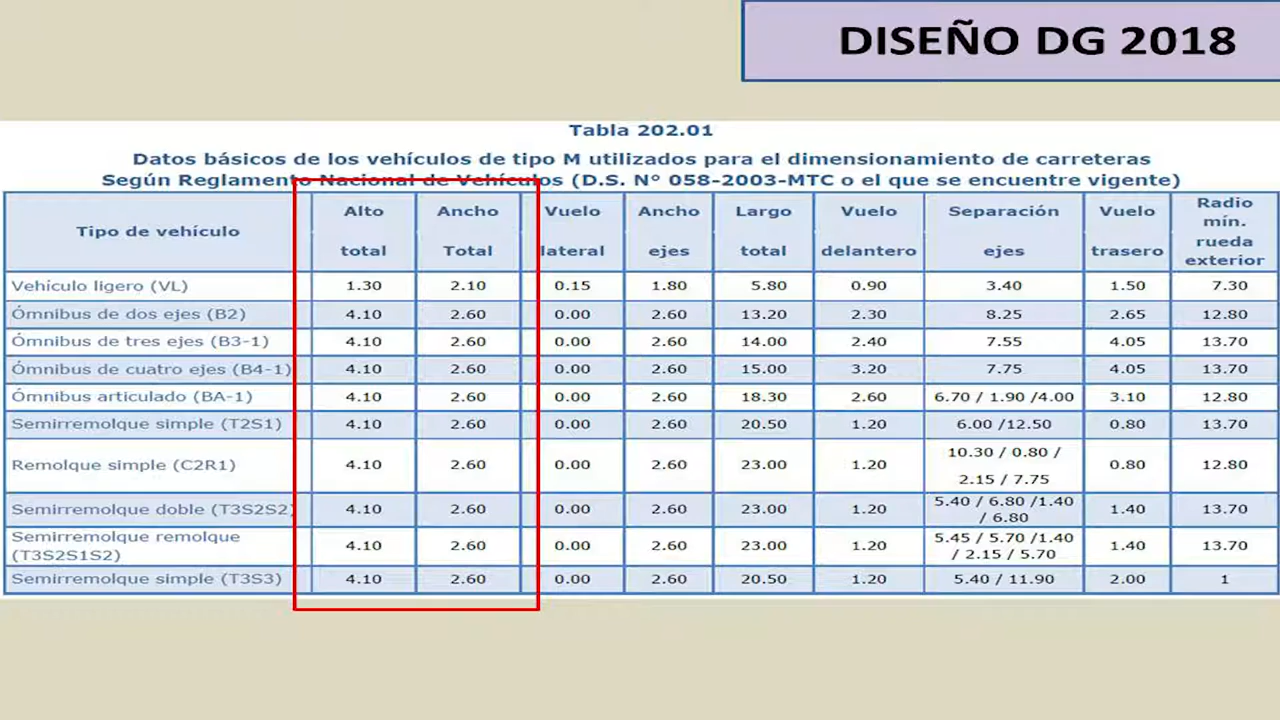 DISEÑO DG 2018
Tabla 202.01
Datos básicos de los vehículos de tipo M utilizados para el dimensionamiento de carreteras
Según Reglamento Nacional de Vehículos (D.S. N° 058-2003-MTC o el que se encuentre vigente)
Tipo de vehículo Alto total Ancho Total Vuelo lateral Ancho ejes Largo total Vuelo delantero Separación ejes Vuelo trasero Radio mín. rueda exterior
Vehículo ligero (VL) 1.30 2.10 0.15 1.80 5.80 0.90 3.40 1.50 7.30
Ómnibus de dos ejes (B2) 4.10 2.60 0.00 2.60 13.20 2.30 8.25 2.65 12.80
Ómnibus de tres ejes (B3-1) 4.10 2.60 0.00 2.60 14.00 2.40 7.55 4.05 13.70
Ómnibus de cuatro ejes (B4-1) 4.10 2.60 0.00 2.60 15.00 3.20 7.75 4.05 13.70
Ómnibus articulado (BA-1) 4.10 2.60 0.00 2.60 18.30 2.60 6.70 / 1.90 /4.00 3.10 12.80
Semirremolque simple (T2S1) 4.10 2.60 0.00 2.60 20.50 1.20 6.00 /12.50 0.80 13.70
Remolque simple (C2R1) 4.10 2.60 0.00 2.60 23.00 1.20 10.30 / 0.80 / 2.15 / 7.75 0.80 12.80
Semirremolque doble (T3S2S2) 4.10 2.60 0.00 2.60 23.00 1.20 5.40 / 6.80 /1.40 / 6.80 1.40 13.70
Semirremolque remolque (T3S2S1S2) 4.10 2.60 0.00 2.60 23.00 1.20 5.45 / 5.70 /1.40 / 2.15 / 5.70 1.40 13.70
Semirremolque simple (T3S3) 4.10 2.60 0.00 2.60 20.50 1.20 5.40 / 11.90 2.00 1